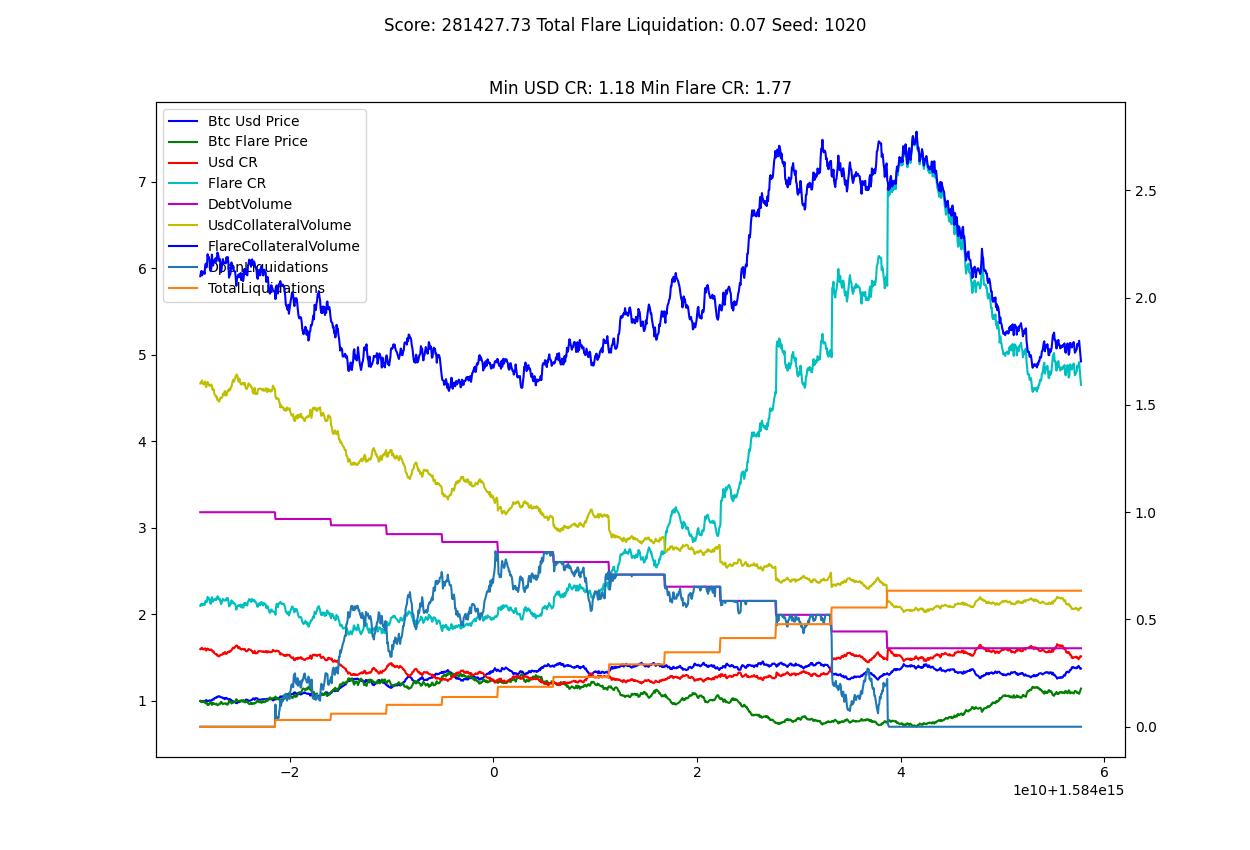 Score: 281427.73 Total Flare Liquidation: 0.07 Seed: 1020
Min USD CR: 1.18 Min Flare CR: 1.77
Btc Usd Price
Btc Flare Price
Usd CR
Flare CR
DebtVolume
UsdCollateralVolume
FlareCollateralVolume
OpenLiquidations
TotalLiquidations
7
6
5
4
3
2
1
2.5
2.0
1.5
1.0
0.5
0.0
−2
0
2
4
6
1e10+1.584e15